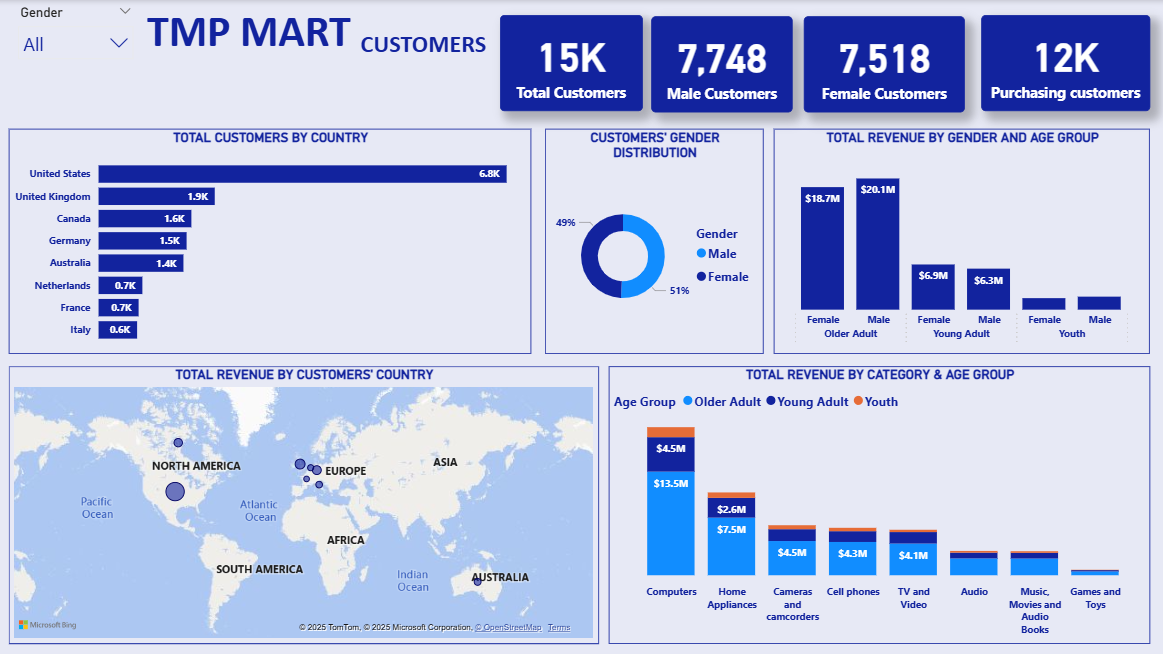 Gender
All
TMP MART CUSTOMERS
15K
Total Customers
7,748
Male Customers
7,518
Female Customers
12K
Purchasing customers
TOTAL CUSTOMERS BY COUNTRY
United States 6.8K
United Kingdom 1.9K
Canada 1.6K
Germany 1.5K
Australia 1.4K
Netherlands 0.7K
France 0.7K
Italy 0.6K
CUSTOMERS' GENDER
DISTRIBUTION
49%
51%
Gender
Male
Female
TOTAL REVENUE BY GENDER AND AGE GROUP
$18.7M
$20.1M
$6.9M
$6.3M
Female Male Female Male Female Male
Older Adult Young Adult Youth
TOTAL REVENUE BY CUSTOMERS' COUNTRY
NORTH AMERICA
EUROPE
ASIA
Pacific
Ocean
Atlantic
Ocean
AFRICA
SOUTH AMERICA
Indian
Ocean
AUSTRALIA
Microsoft Bing
© 2025 TomTom, © 2025 Microsoft Corporation, © OpenStreetMap Terms
TOTAL REVENUE BY CATEGORY & AGE GROUP
Age Group Older Adult Young Adult Youth
$4.5M
$13.5M
$2.6M
$7.5M
$4.5M
$4.3M
$4.1M
Computers
Home
Appliances
Cameras
and
camcorders
Cell phones
TV and
Video
Audio
Music,
Movies and
Audio
Books
Games and
Toys